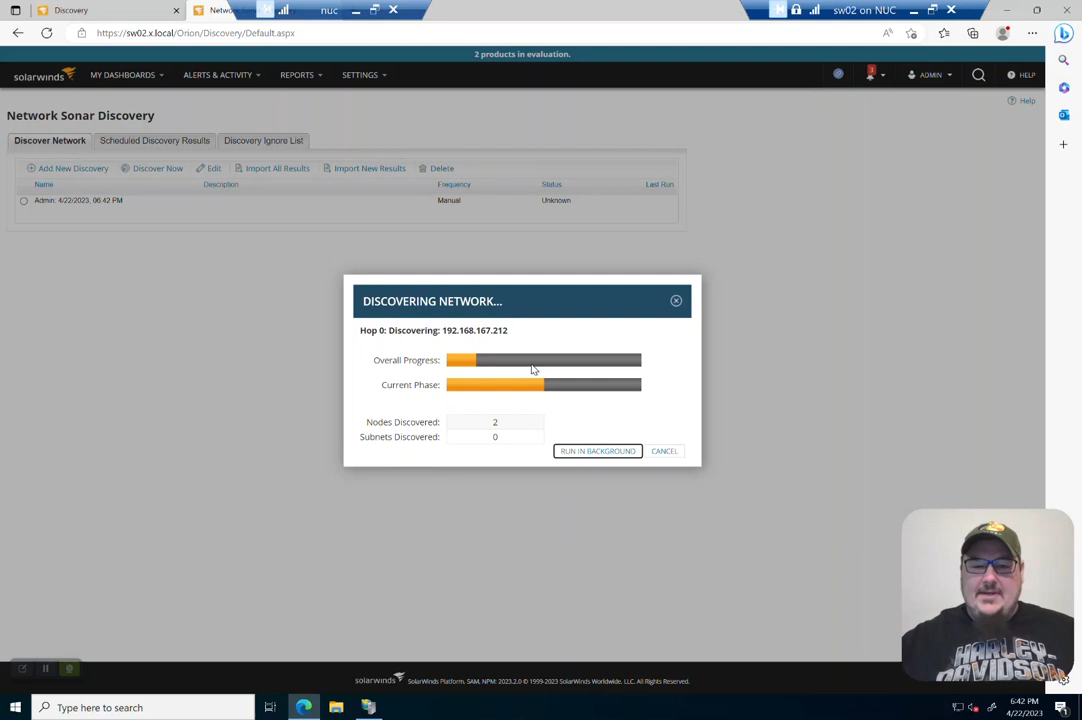 nuc
sw02 on NUC
Discovery
Netw
https://sw02.x.local/Orion/Discovery/Default.aspx
2 products in evaluation.
solarwinds
MY DASHBOARDS
ALERTS & ACTIVITY
REPORTS
SETTINGS
3
ADMIN
HELP
Help
Network Sonar Discovery
Discover Network
Scheduled Discovery Results
Discovery Ignore List
Add New Discovery
Discover Now
Edit
Import All Results
Import New Results
Delete
Name
Description
Frequency
Status
Last Run
Admin: 4/22/2023, 06:42 PM
Manual
Unknown
DISCOVERING NETWORK...
Hop 0: Discovering: 192.168.167.212
Overall Progress:
Current Phase:
Nodes Discovered:
2
Subnets Discovered:
0
RUN IN BACKGROUND
CANCEL
HARLEY-
DAVIDSO
solarwinds
SolarWinds Platform, SAM, NPM: 2023.2.0 © 1999-2023 SolarWinds Worldwide, LLC. All Rights Reserved.
Type here to search
6:42 PM
4/22/2023
1